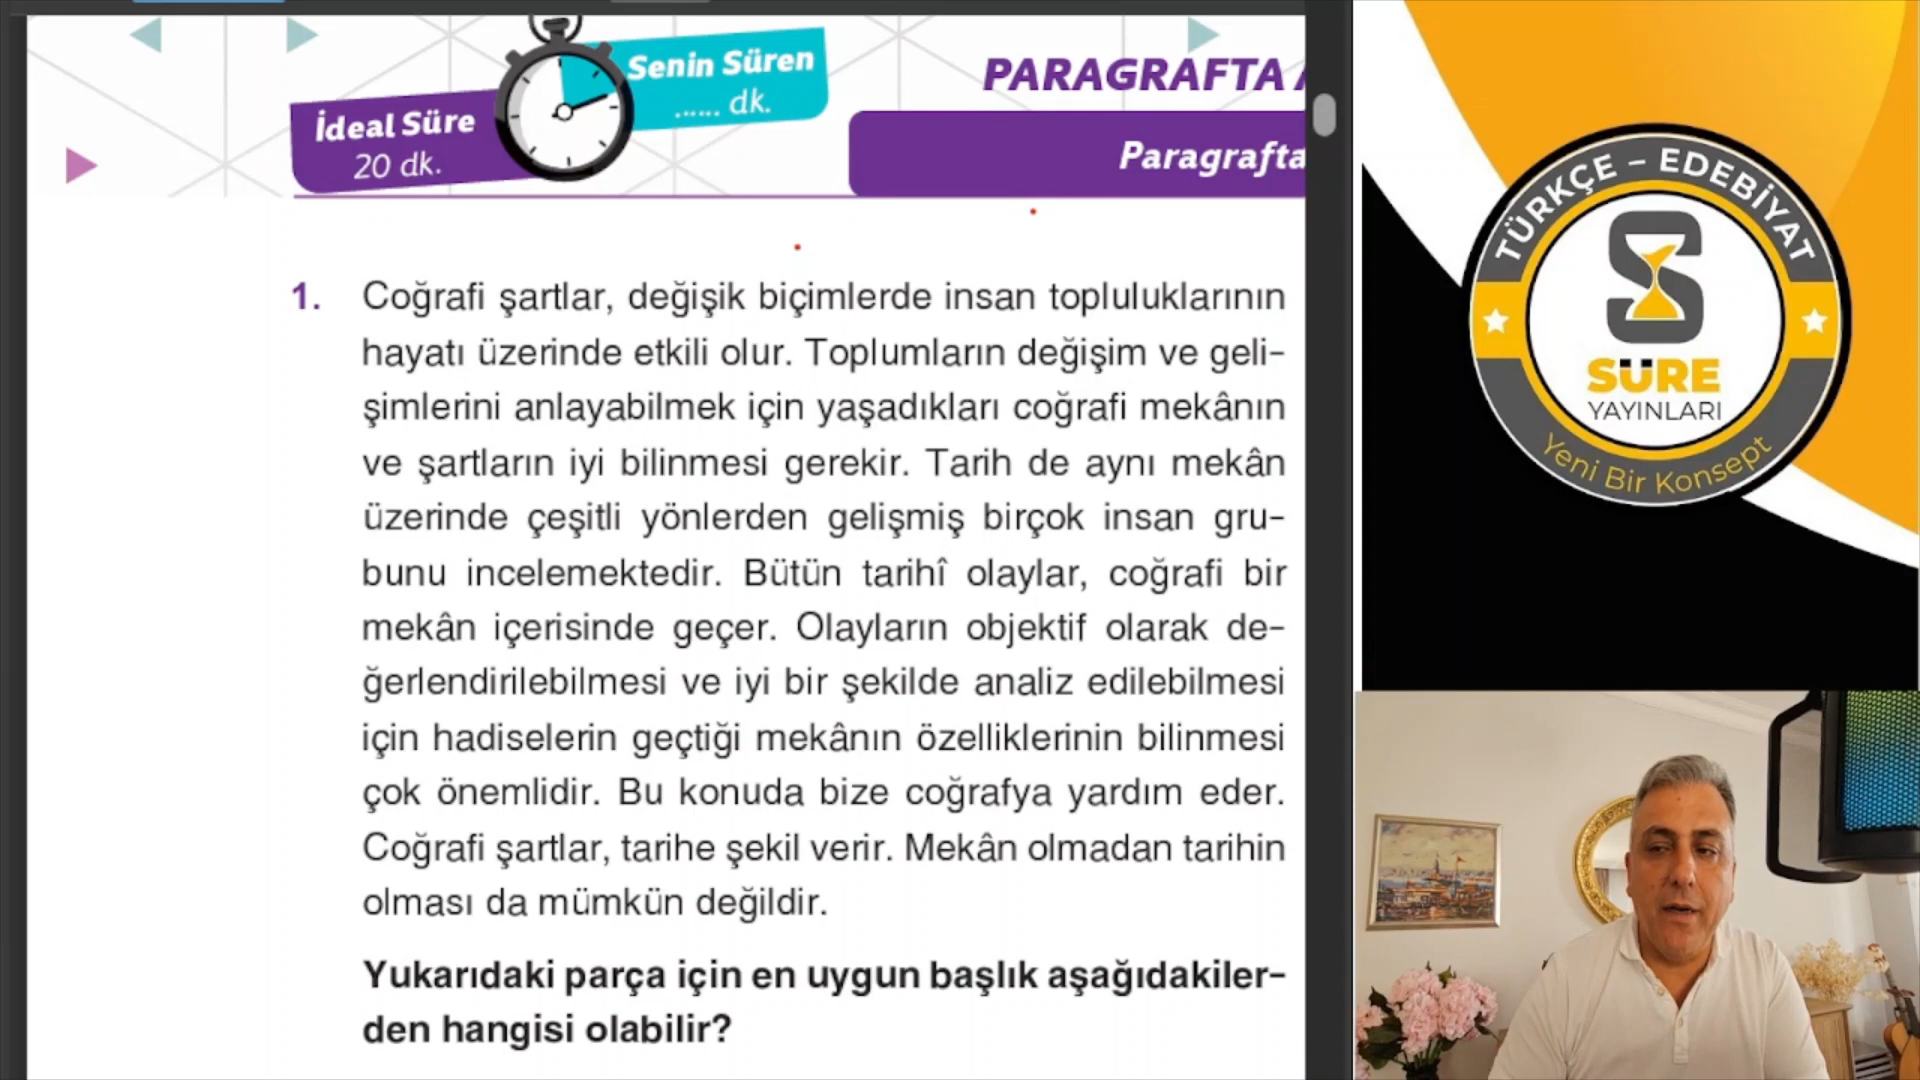 İdeal Süre
20 dk.
Senin Süren
..... dk.
PARAGRAFTA
Paragrafta
1. Coğrafi şartlar, değişik biçimlerde insan topluluklarının
hayatı üzerinde etkili olur. Toplumların değişim ve geli-
şimlerini anlayabilmek için yaşadıkları coğrafi mekânın
ve şartların iyi bilinmesi gerekir. Tarih de aynı mekân
üzerinde çeşitli yönlerden gelişmiş birçok insan gru-
bunu incelemektedir. Bütün tarihî olaylar, coğrafi bir
mekân içerisinde geçer. Olayların objektif olarak de-
ğerlendirilebilmesi ve iyi bir şekilde analiz edilebilmesi
için hadiselerin geçtiği mekânın özelliklerinin bilinmesi
çok önemlidir. Bu konuda bize coğrafya yardım eder.
Coğrafi şartlar, tarihe şekil verir. Mekân olmadan tarihin
olması da mümkün değildir.
Yukarıdaki parça için en uygun başlık aşağıdakiler-
den hangisi olabilir?
TÜRKÇE – EDEBİYAT
S
SÜRE
YAYINLARI
Yeni Bir Konsept